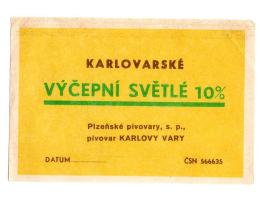 KARLOVARSKÉ
VÝČEPNÍ SVĚTLÉ 10%
Plzeňské pivovary, s. p.,
pivovar KARLOVY VARY
DATUM............ ČSN 566635